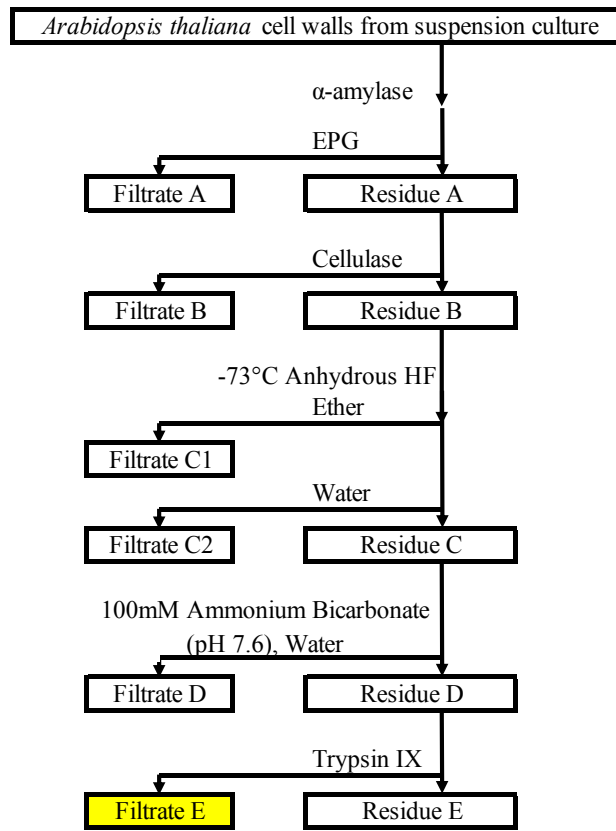 Arabidopsis thaliana cell walls from suspension culture
α-amylase
EPG
Filtrate A
Residue A
Cellulase
Filtrate B
Residue B
-73°C Anhydrous HF
Ether
Filtrate C1
Water
Filtrate C2
Residue C
100mM Ammonium Bicarbonate
(pH 7.6), Water
Filtrate D
Residue D
Trypsin IX
Filtrate E
Residue E